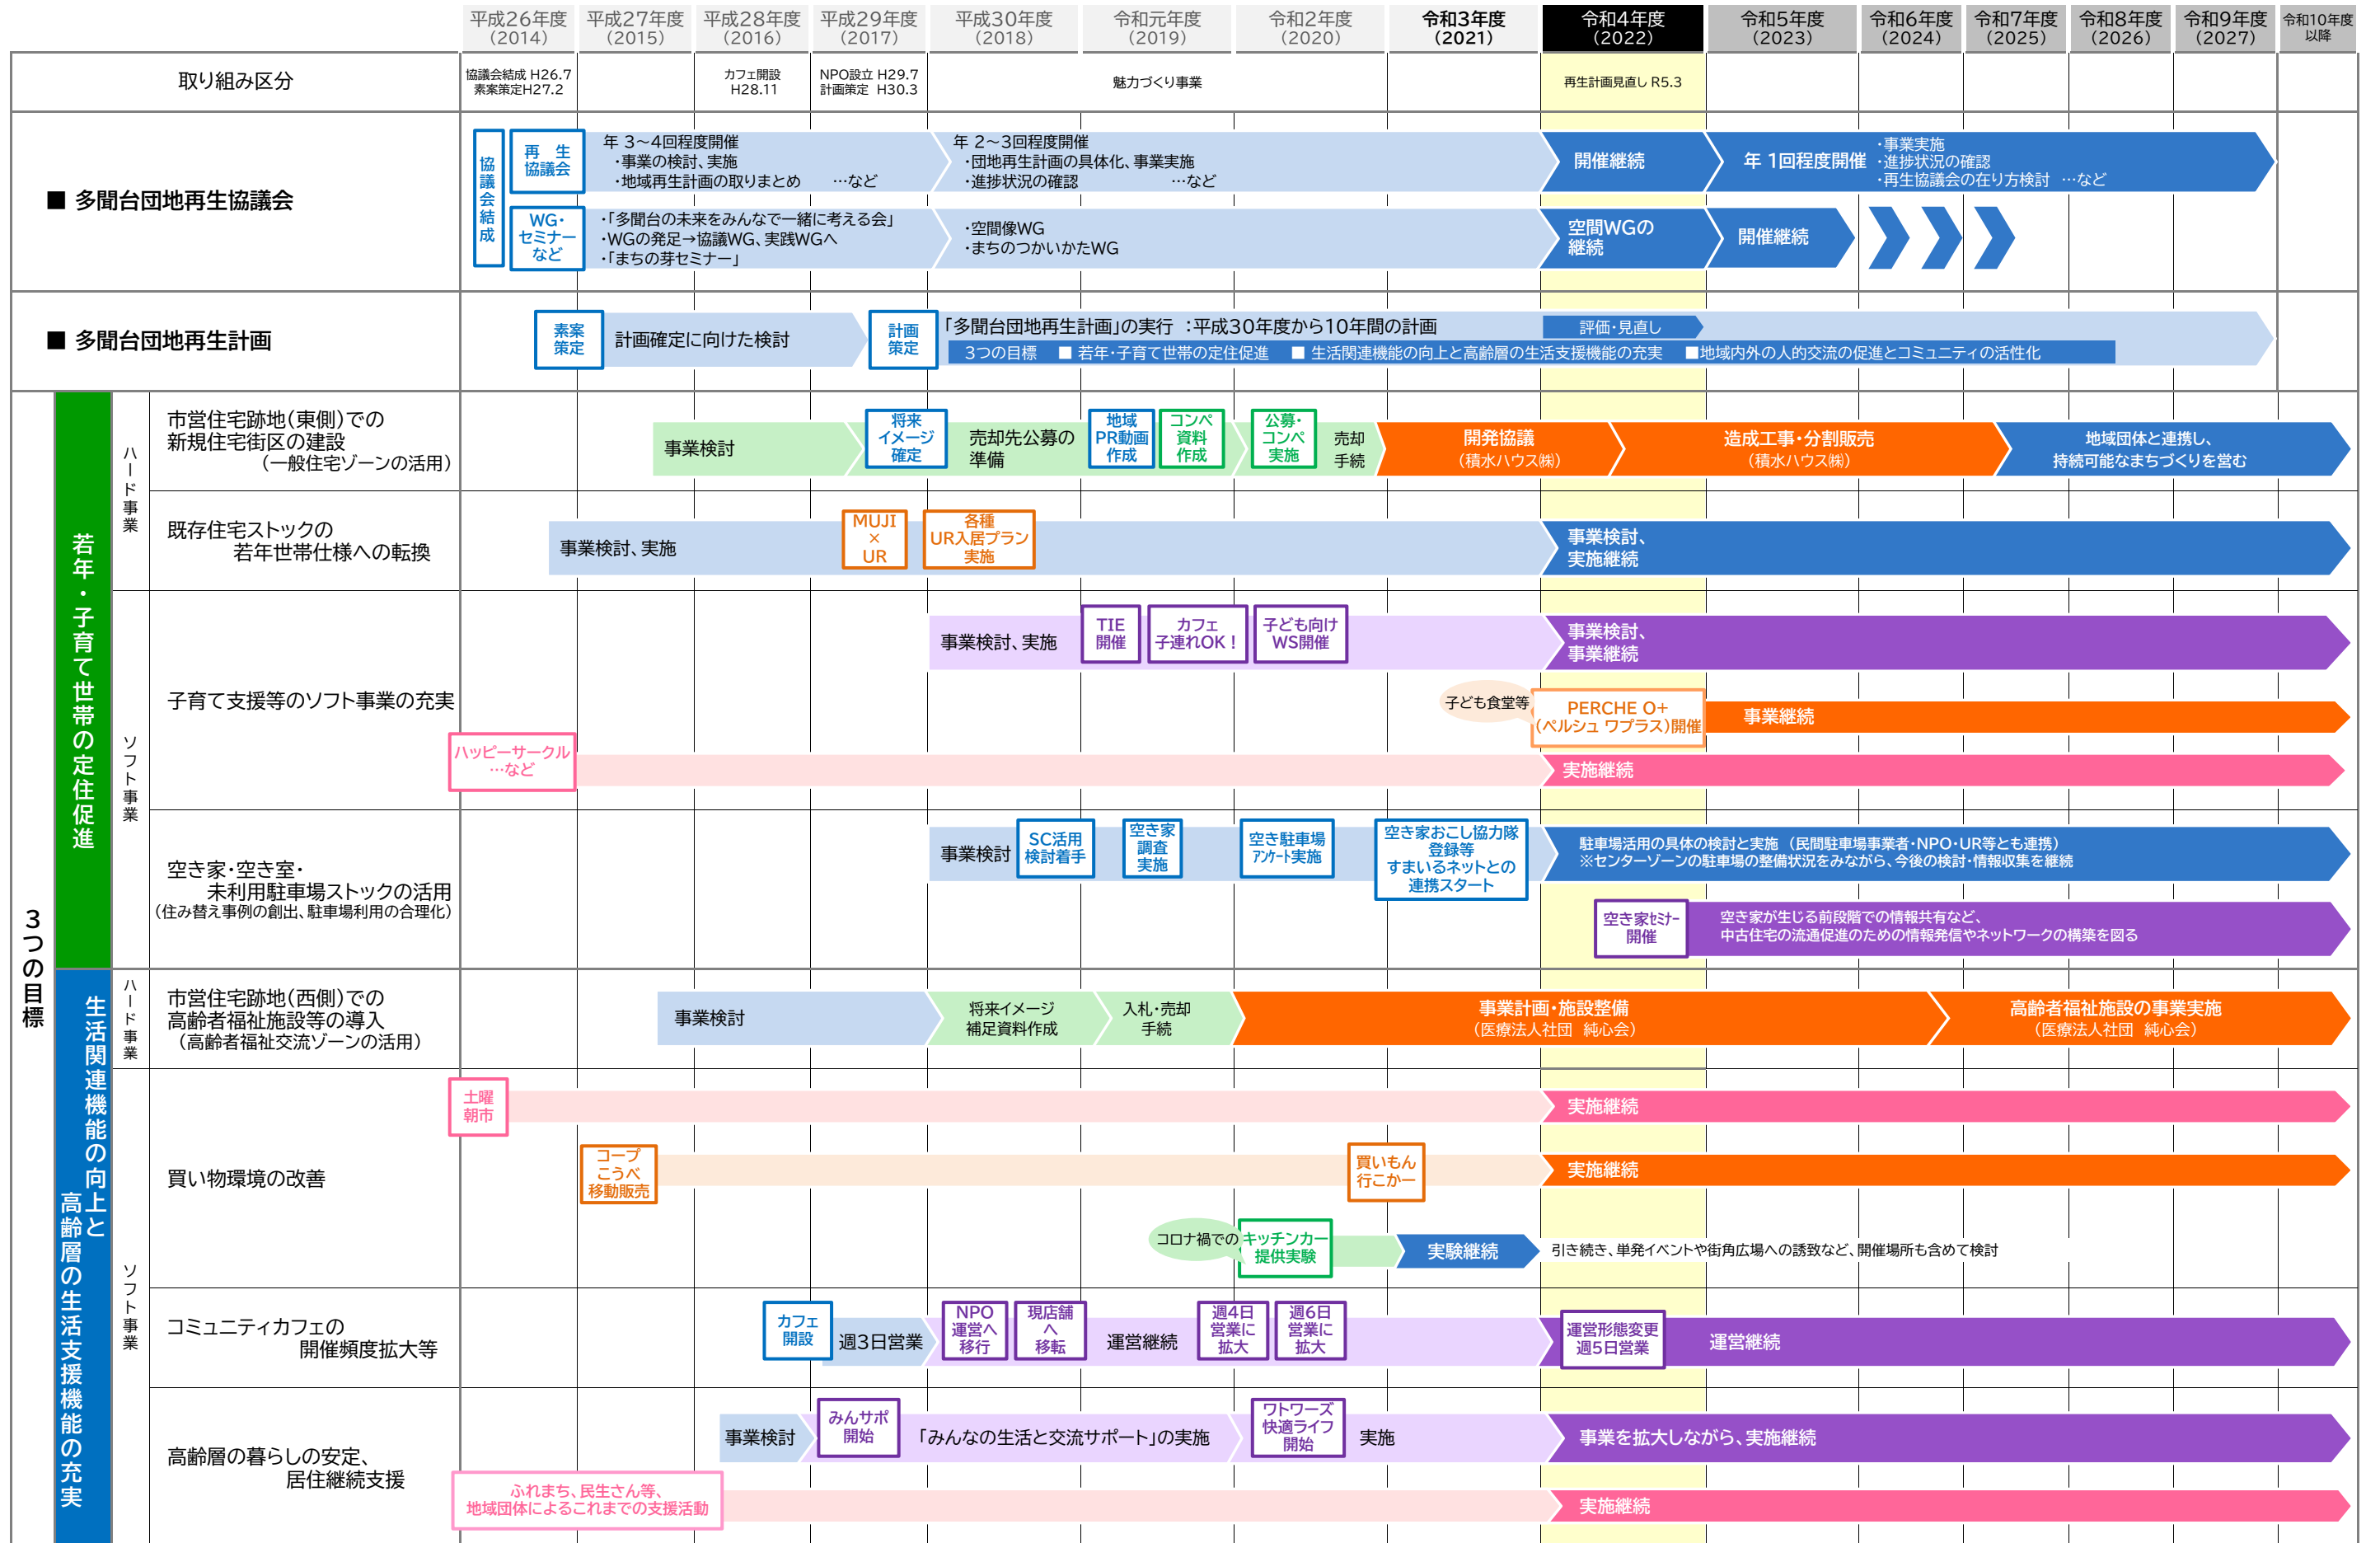 平成26年度
（2014）
平成27年度
（2015）
平成28年度
（2016）
平成29年度
（2017）
平成30年度
（2018）
令和元年度
（2019）
令和2年度
（2020）
令和3年度
（2021）
令和4年度
（2022）
令和5年度
（2023）
令和6年度
（2024）
令和7年度
（2025）
令和8年度
（2026）
令和9年度
（2027）
令和10年度
以降
取り組み区分
協議会結成 H26.7
素案策定H27.2
カフェ開設
H28.11
NPO設立 H29.7
計画策定 H30.3
魅力づくり事業
再生計画見直し R5.3
■ 多聞台団地再生協議会
協議会結成
再 生
協議会
年 3～4回程度開催
・事業の検討、実施
・地域再生計画の取りまとめ …など
年 2～3回程度開催
・団地再生計画の具体化、事業実施
・進捗状況の確認 …など
開催継続
年 1回程度開催
・事業実施
・進捗状況の確認
・再生協議会の在り方検討 …など
WG・
セミナー
など
・「多聞台の未来をみんなで一緒に考える会」
・WGの発足→協議WG、実践WGへ
・「まちの芽セミナー」
・空間像WG
・まちのつかいかたWG
空間WGの
継続
開催継続
■ 多聞台団地再生計画
素案
策定
計画確定に向けた検討
計画
策定
「多聞台団地再生計画」の実行 ：平成30年度から10年間の計画
評価・見直し
3つの目標 ■ 若年・子育て世帯の定住促進 ■ 生活関連機能の向上と高齢層の生活支援機能の充実 ■地域内外の人的交流の促進とコミュニティの活性化
3つの目標
若年・子育て世帯の定住促進
ハード事業
市営住宅跡地（東側）での
新規住宅街区の建設
（一般住宅ゾーンの活用）
事業検討
将来
イメージ
確定
売却先公募の
準備
地域
PR動画
作成
コンペ
資料
作成
公募・
コンペ
実施
売却
手続
開発協議
（積水ハウス㈱）
造成工事・分割販売
（積水ハウス㈱）
地域団体と連携し、
持続可能なまちづくりを営む
既存住宅ストックの
若年世帯仕様への転換
事業検討、実施
MUJI
×
UR
各種
UR入居プラン
実施
事業検討、
実施継続
ソフト事業
子育て支援等のソフト事業の充実
事業検討、実施
TIE
開催
カフェ
子連れOK！
子ども向け
WS開催
事業検討、
事業継続
子ども食堂等
PERCHE O+
（ペルシュ ワプラス）開催
事業継続
ハッピーサークル
…など
実施継続
空き家・空き室・
未利用駐車場ストックの活用
（住み替え事例の創出、駐車場利用の合理化）
事業検討
SC活用
検討着手
空き家
調査
実施
空き駐車場
ｱﾝｹｰﾄ実施
空き家おこし協力隊
登録等
すまいるネットとの
連携スタート
駐車場活用の具体の検討と実施 （民間駐車場事業者・NPO・UR等とも連携）
※センターゾーンの駐車場の整備状況をみながら、今後の検討・情報収集を継続
空き家ｾﾐﾅｰ
開催
空き家が生じる前段階での情報共有など、
中古住宅の流通促進のための情報発信やネットワークの構築を図る
生活関連機能の向上と
高齢層の生活支援機能の充実
ハード事業
市営住宅跡地（西側）での
高齢者福祉施設等の導入
（高齢者福祉交流ゾーンの活用）
事業検討
将来イメージ
補足資料作成
入札・売却
手続
事業計画・施設整備
（医療法人社団 純心会）
高齢者福祉施設の事業実施
（医療法人社団 純心会）
ソフト事業
買い物環境の改善
土曜
朝市
実施継続
コープ
こうべ
移動販売
買いもん
行こかー
実施継続
コロナ禍での
キッチンカー
提供実験
実験継続
引き続き、単発イベントや街角広場への誘致など、開催場所も含めて検討
コミュニティカフェの
開催頻度拡大等
カフェ
開設
週3日営業
NPO
運営へ
移行
現店舗
へ
移転
運営継続
週4日
営業に
拡大
週6日
営業に
拡大
運営形態変更
週5日営業
運営継続
高齢層の暮らしの安定、
居住継続支援
事業検討
みんサポ
開始
「みんなの生活と交流サポート」の実施
ワトワーズ
快適ライフ
開始
実施
事業を拡大しながら、実施継続
ふれまち、民生さん等、
地域団体によるこれまでの支援活動
実施継続